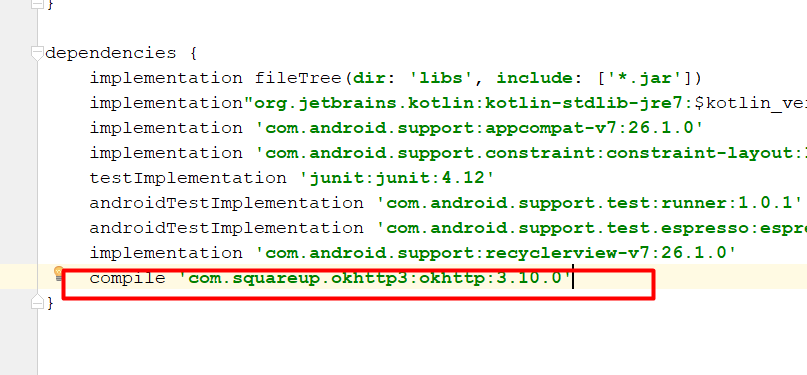 }
dependencies {
implementation fileTree(dir: 'libs', include: ['*.jar'])
implementation"org.jetbrains.kotlin:kotlin-stdlib-jre7:$kotlin_ve
implementation 'com.android.support:appcompat-v7:26.1.0'
implementation 'com.android.support.constraint:constraint-layout:
testImplementation 'junit:junit:4.12'
androidTestImplementation 'com.android.support.test:runner:1.0.1'
androidTestImplementation 'com.android.support.test.espresso:espr
implementation 'com.android.support:recyclerview-v7:26.1.0'
compile 'com.squareup.okhttp3:okhttp:3.10.0'
}